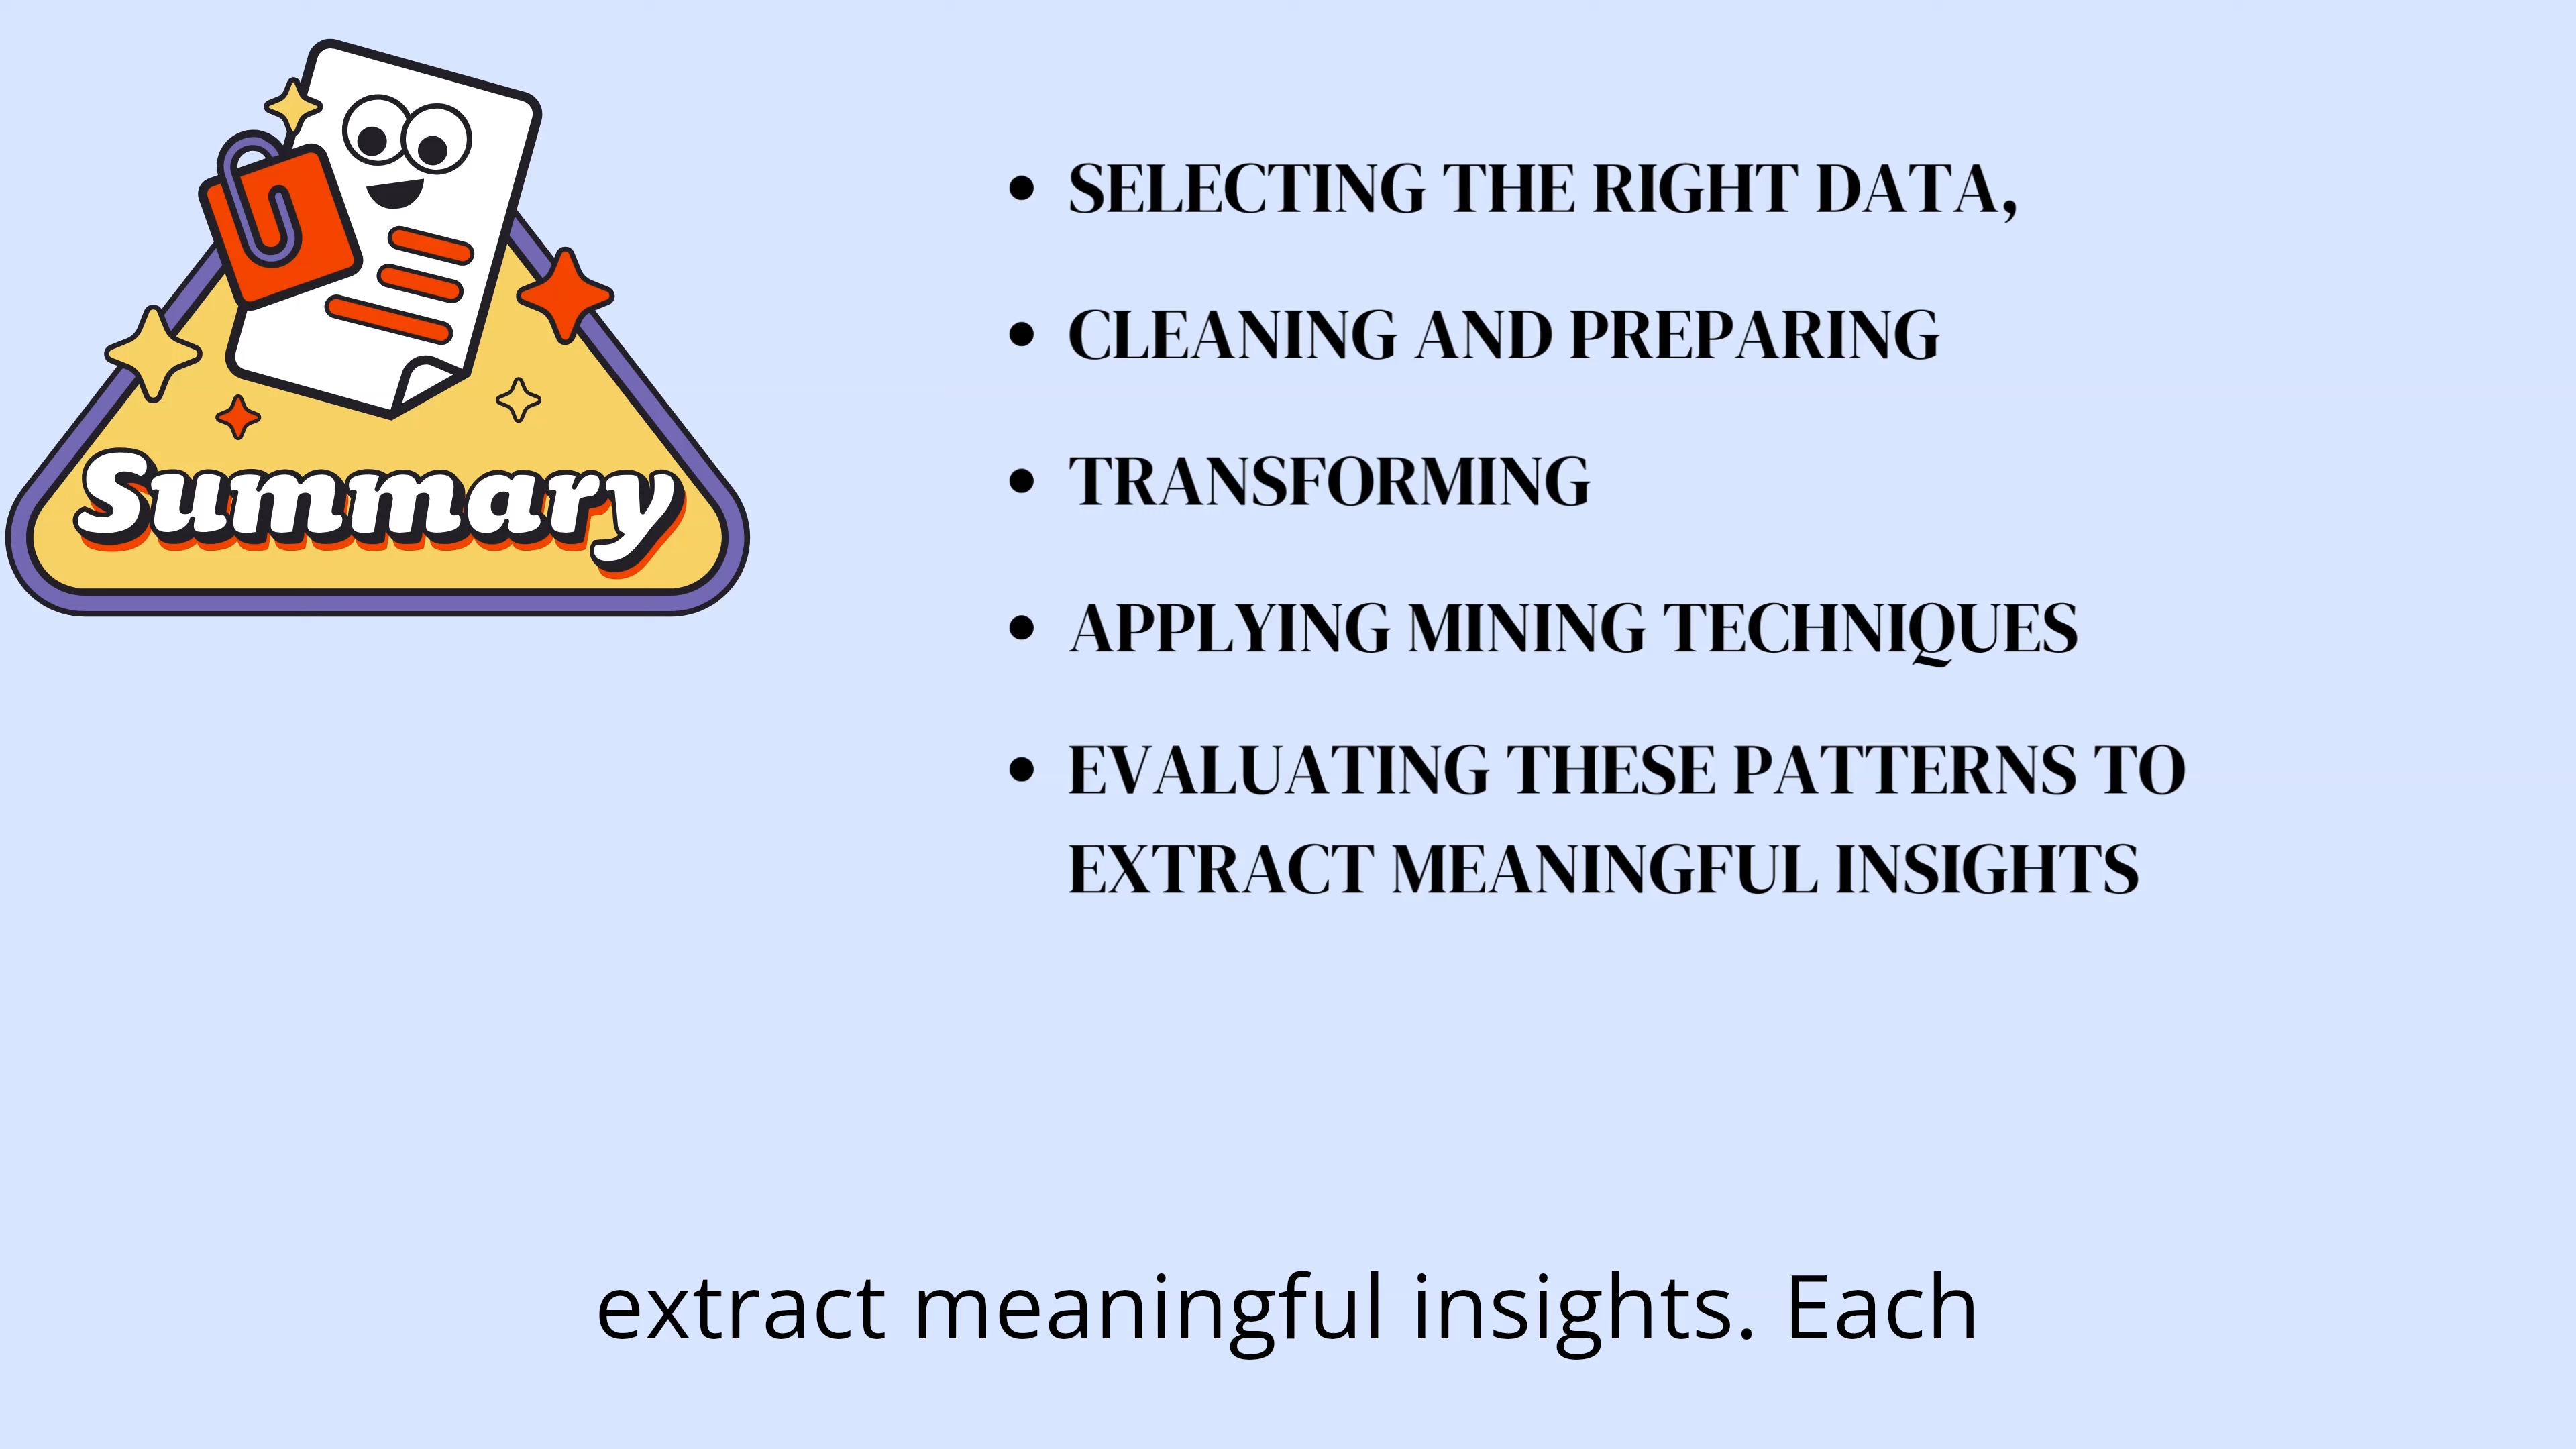 Summary
• SELECTING THE RIGHT DATA,
• CLEANING AND PREPARING
• TRANSFORMING
• APPLYING MINING TECHNIQUES
• EVALUATING THESE PATTERNS TO
EXTRACT MEANINGFUL INSIGHTS
extract meaningful insights. Each